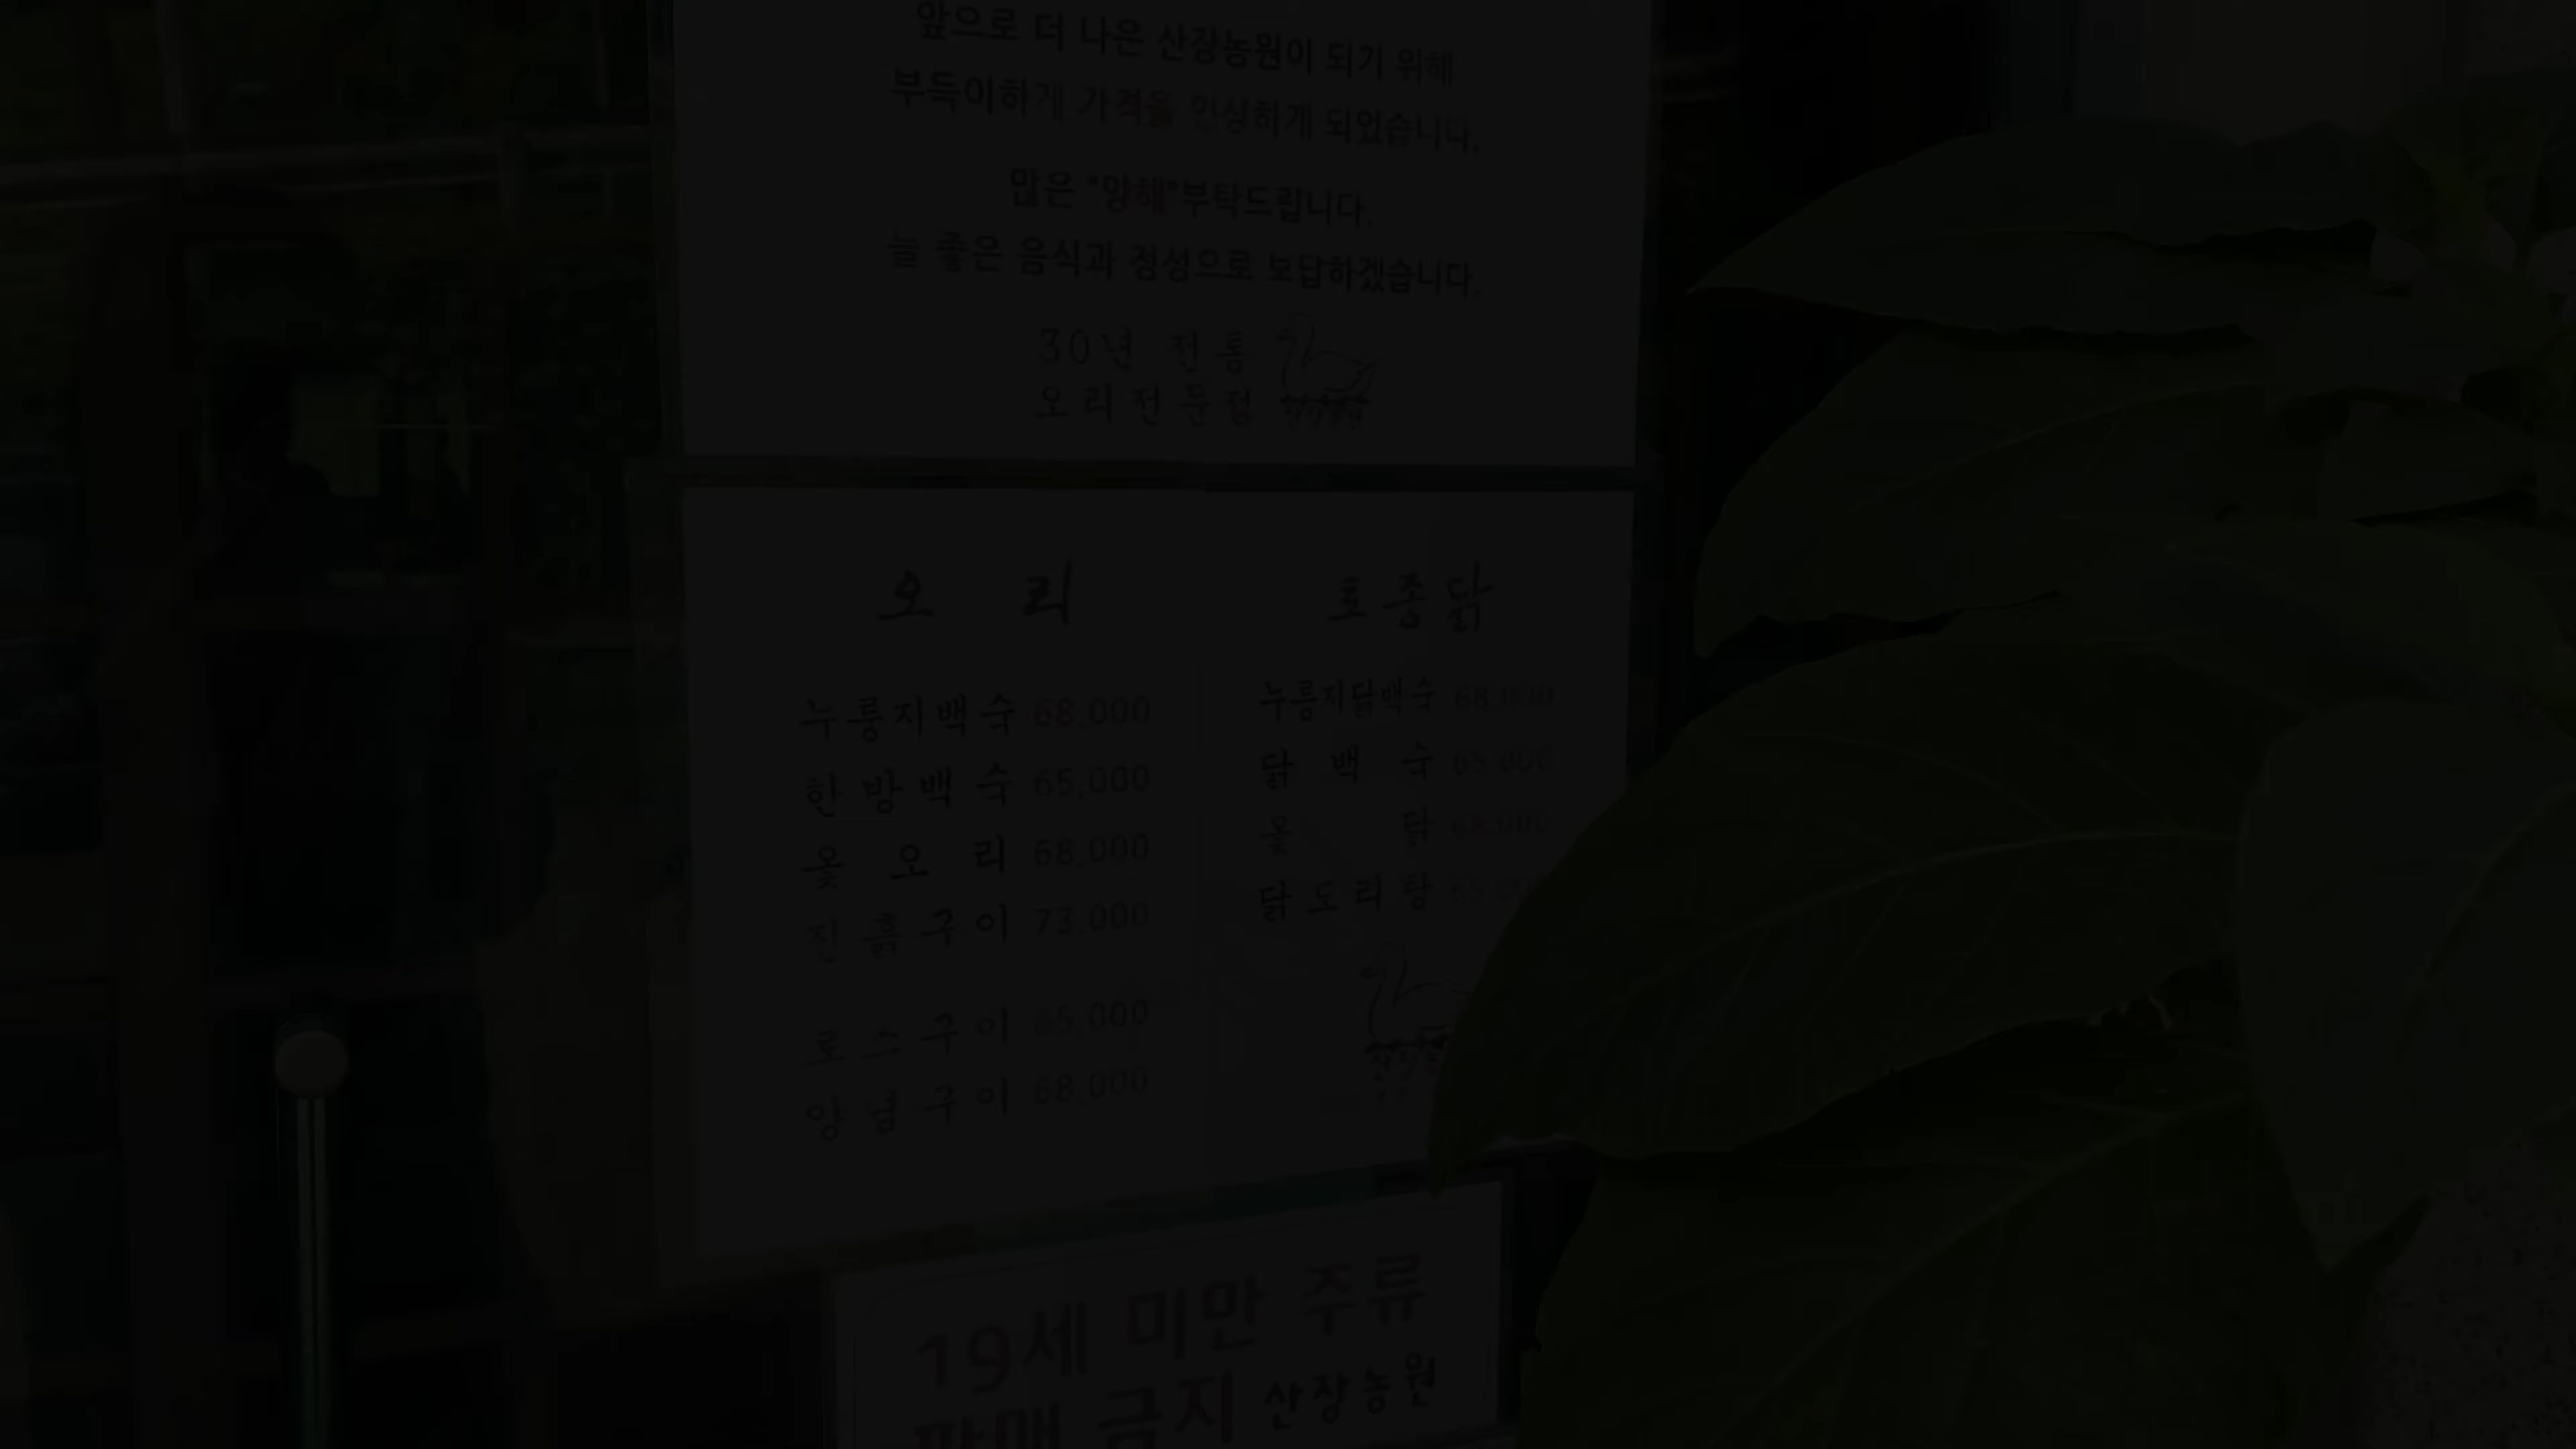 앞으로 더 나은 산장농원이 되기 위해
부득이하게 가격을 인상하게 되었습니다.
많은 "양해"부탁드립니다.
늘 좋은 음식과 정성으로 보답하겠습니다.
30년 전통
오리전문점
오 리
누룽지백숙 68,000
한방백숙 65,000
옻 오 리 68,000
진흙구이 73,000
로스구이 65,000
양념구이 68,000
토종닭
누룽지닭백숙 68,000
닭 백 숙 65,000
옻 닭 68,000
닭도리탕
19세 미만 주류
판매 금지 산장농원